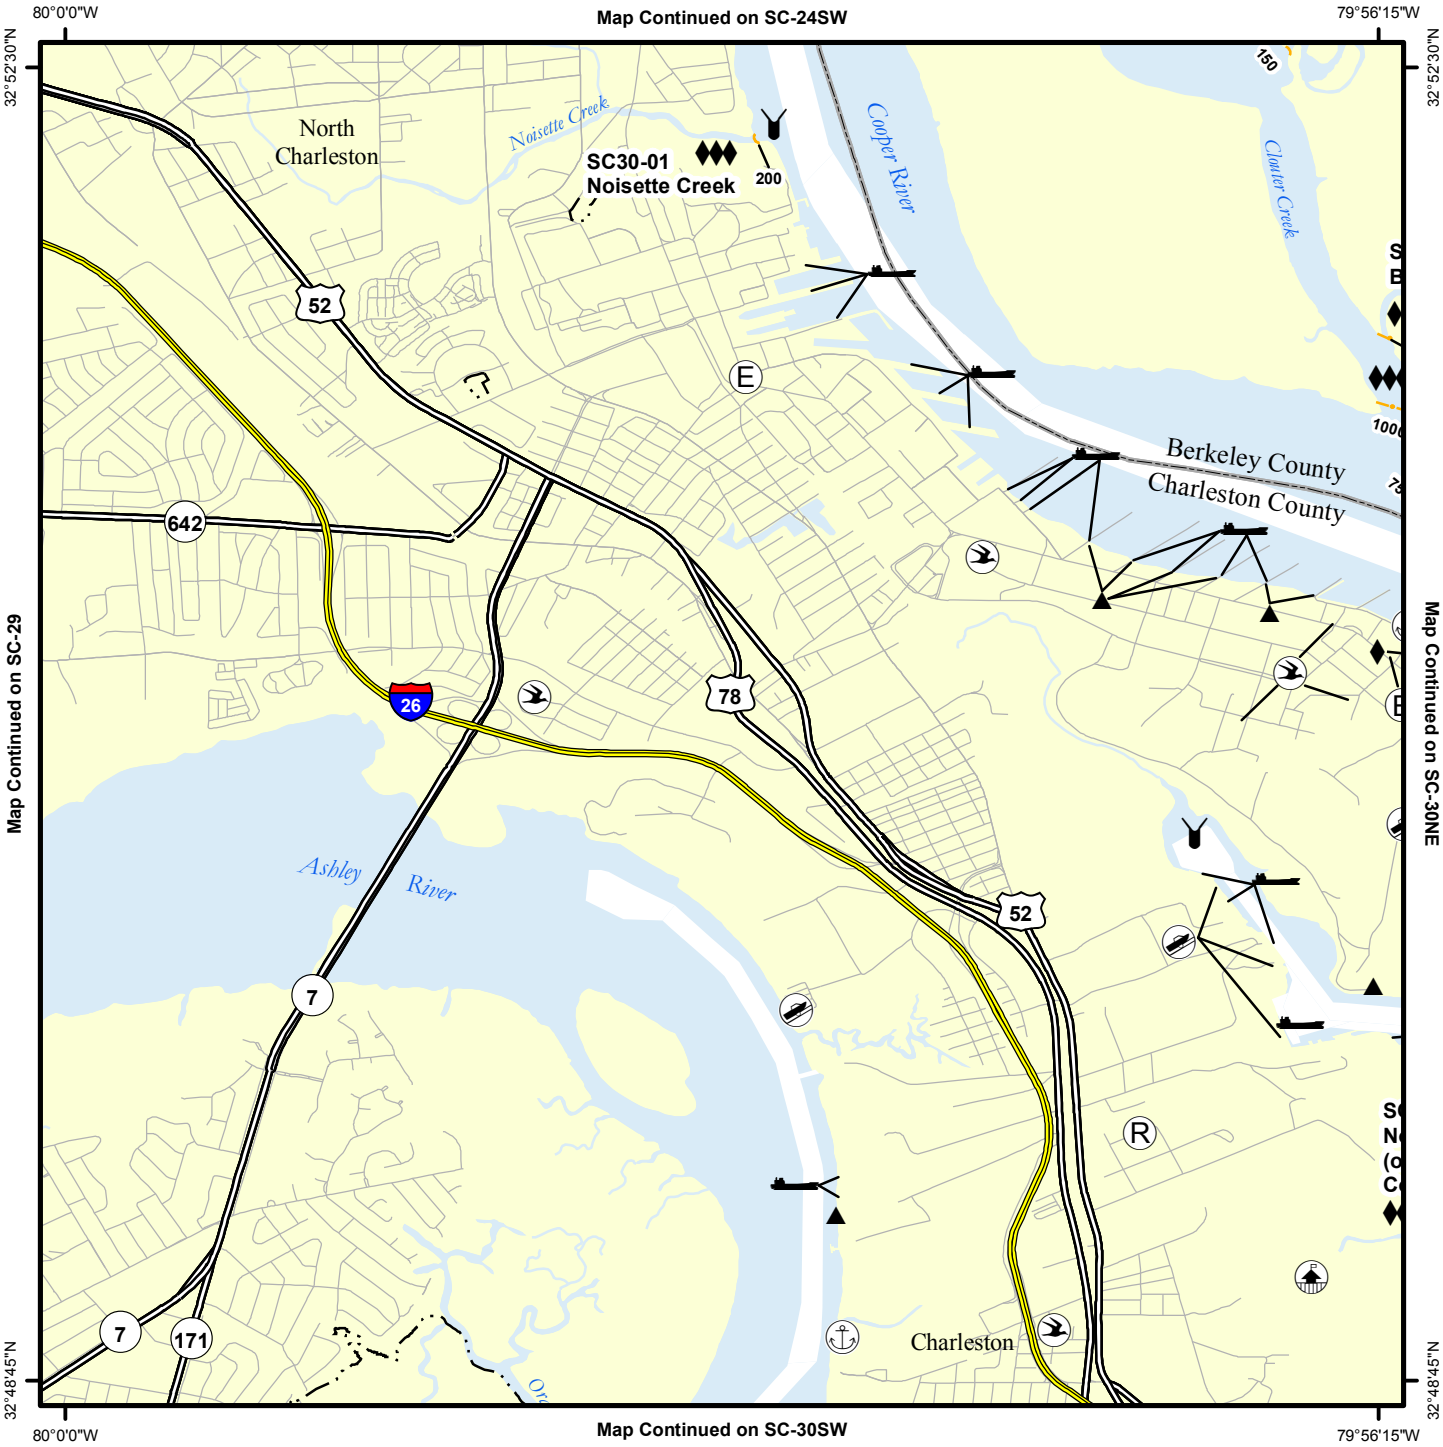 80°0'0"W
Map Continued on SC-24SW
79°56'15"W
32°52'30"N
32°52'30"N
150
North
Charleston
Noisette Creek
SC30-01
Noisette Creek
200
Cooper River
Clouter Creek
S
B
52
E
1000
Berkeley County
Charleston County
75
642
Map Continued on SC-29
Map Continued on SC-30NE
78
26
E
Ashley River
52
7
R
S
N
(o
C
7
171
Charleston
Or
32°48'45"N
32°48'45"N
80°0'0"W
Map Continued on SC-30SW
79°56'15"W